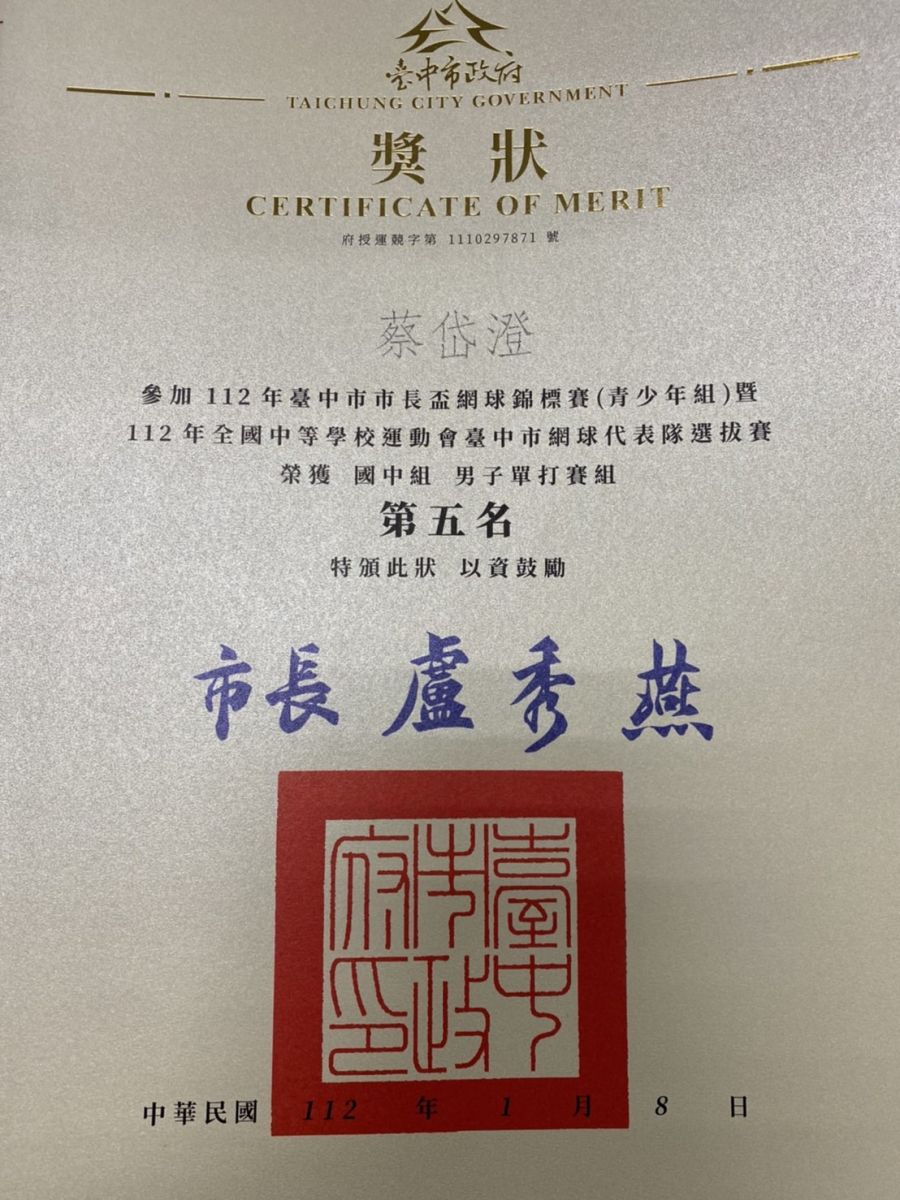 臺中市政府
TAICHUNG CITY GOVERNMENT
獎狀
CERTIFICATE OF MERIT
府授運競字第 1110297871 號
蔡岱澄
參加 112 年臺中市市長盃網球錦標賽(青少年組)暨
112 年全國中等學校運動會臺中市網球代表隊選拔賽
榮獲 國中組 男子單打賽組
第五名
特頒此狀 以資鼓勵
市長 盧秀燕
臺中市政府印
中華民國 112 年 1 月 8 日